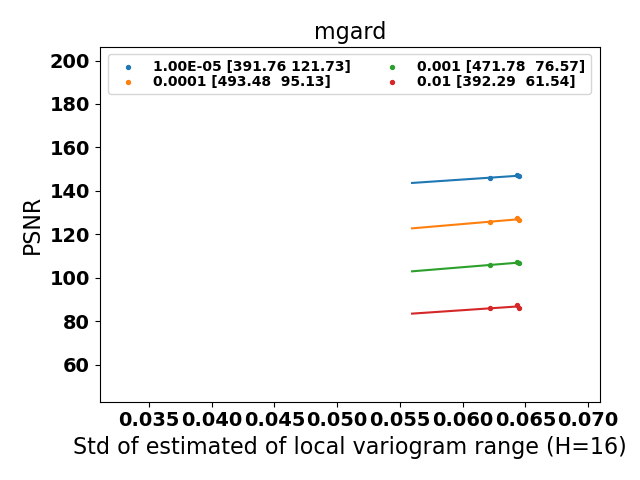 mgard
1.00E-05 [391.76 121.73]
0.0001 [493.48  95.13]
0.001 [471.78  76.57]
0.01 [392.29  61.54]
PSNR
200
180
160
140
120
100
80
60
0.035 0.040 0.045 0.050 0.055 0.060 0.065 0.070
Std of estimated of local variogram range (H=16)